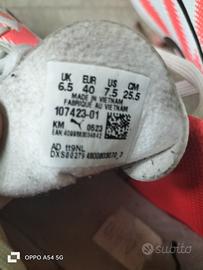 UK EUR US CM
6.5 40 7.5 25.5
MADE IN VIETNAM
FABRIQUE AU VIETNAM
107423-01
KM 0523
AD 119NL
OPPO A54 5G
Subito